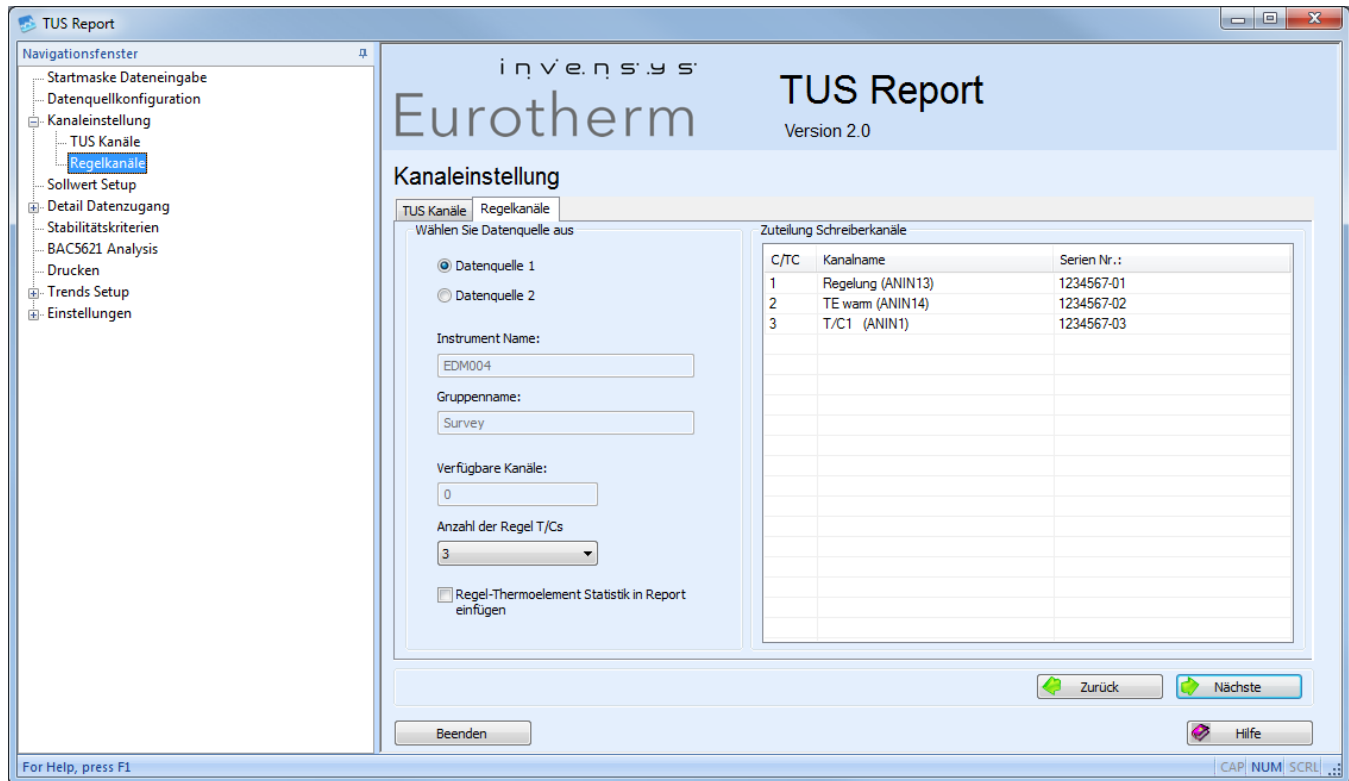 TUS Report
Navigationsfenster
Startmaske Dateneingabe
Datenquellkonfiguration
Kanaleinstellung
TUS Kanäle
Regelkanäle
Sollwert Setup
Detail Datenzugang
Stabilitätskriterien
BAC5621 Analysis
Drucken
Trends Setup
Einstellungen
invensys
Eurotherm
TUS Report
Version 2.0
Kanaleinstellung
TUS Kanäle Regelkanäle
Wählen Sie Datenquelle aus
Datenquelle 1
Datenquelle 2
Instrument Name:
EDM004
Gruppenname:
Survey
Verfügbare Kanäle:
0
Anzahl der Regel T/Cs
3
Regel-Thermoelement Statistik in Report
einfügen
Zuteilung Schreiberkanäle
C/TC Kanalname Serien Nr.:
1 Regelung (ANIN13) 1234567-01
2 TE warm (ANIN14) 1234567-02
3 T/C1 (ANIN1) 1234567-03
Zurück Nächste
Beenden Hilfe
For Help, press F1 CAP NUM SCRL